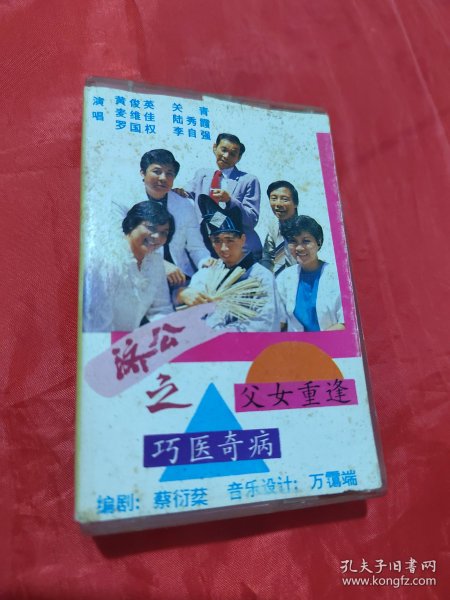 演 黄俊英 关青
唱 麦维佳 陆秀霞
罗国权 李自强
济公
之
父女重逢
巧医奇病
编剧：蔡衍棻 音乐设计：万霭端
孔夫子旧书网
www.kongfz.com